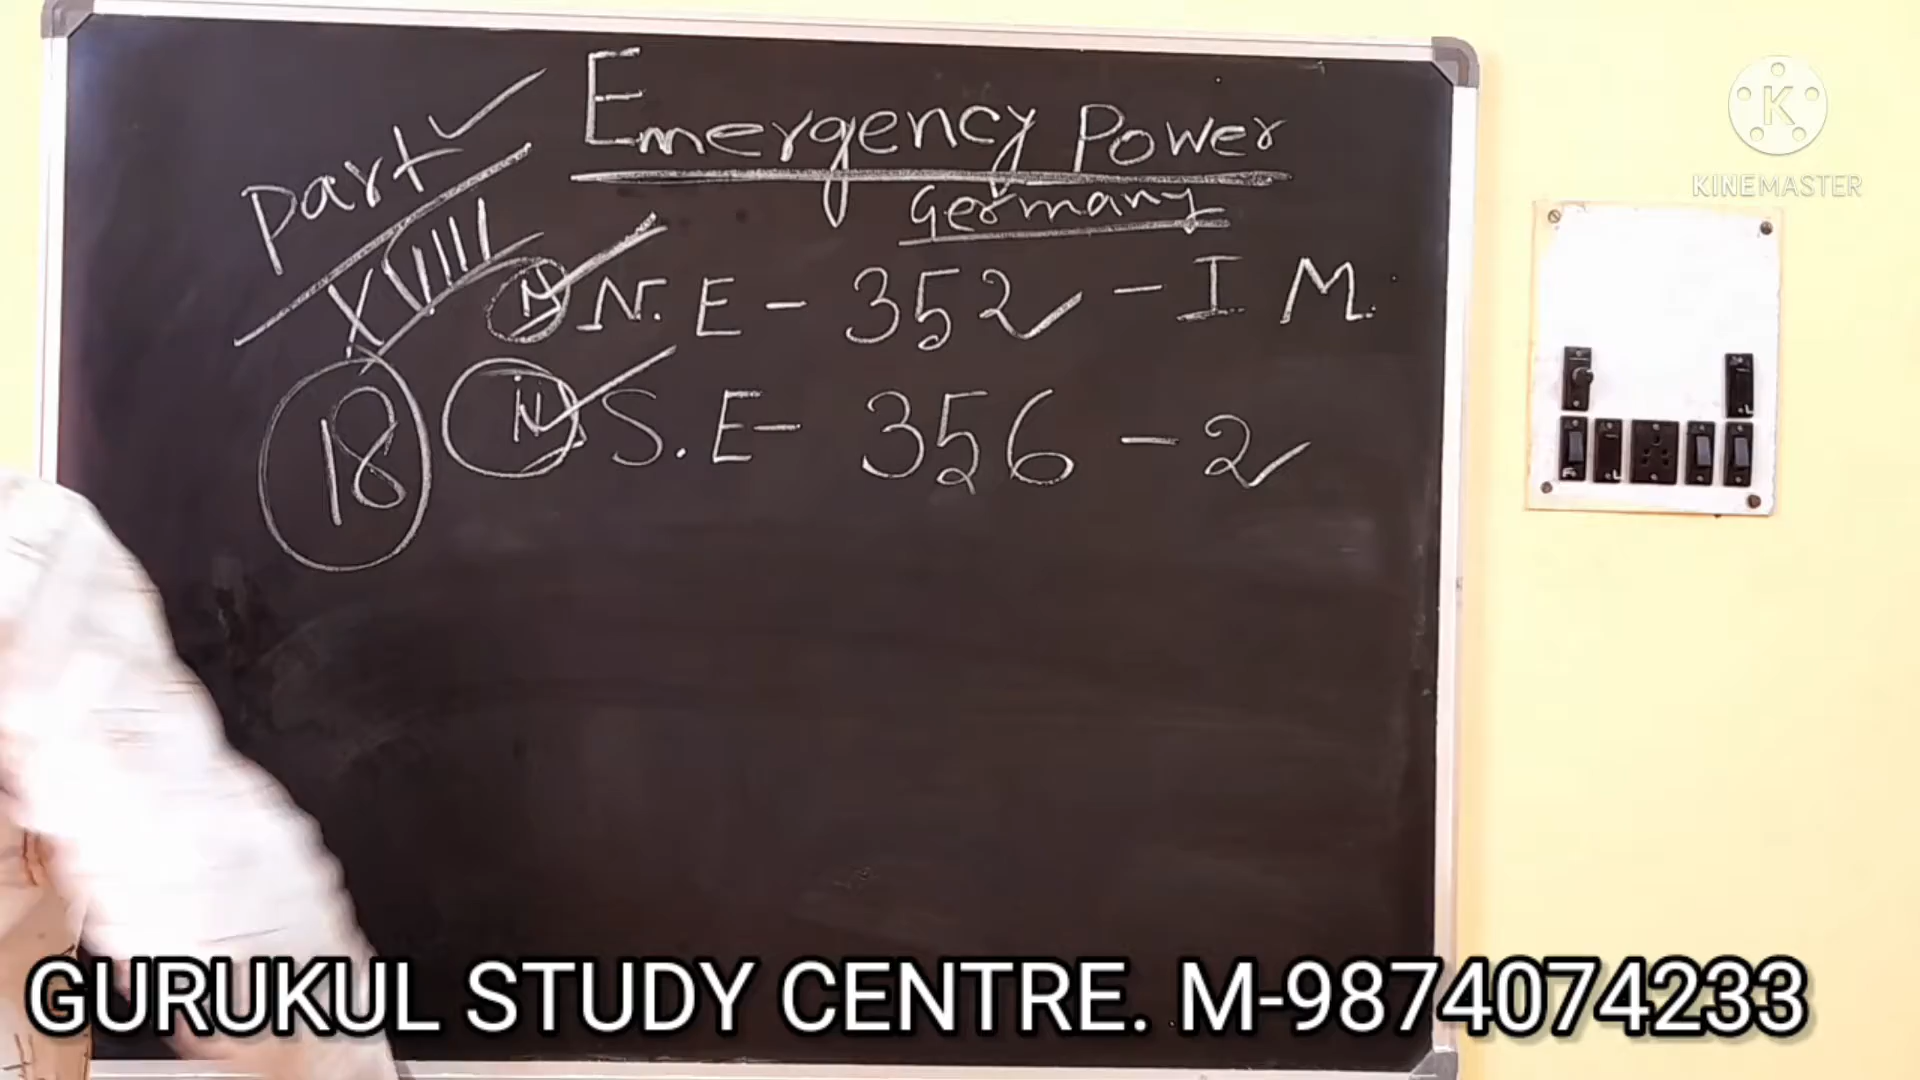 Emergency Power
Part
Germany
XVIII
N N.E - 352 - I M.
18
N S.E - 356 - 2
K
KINEMASTER
GURUKUL STUDY CENTRE. M-9874074233